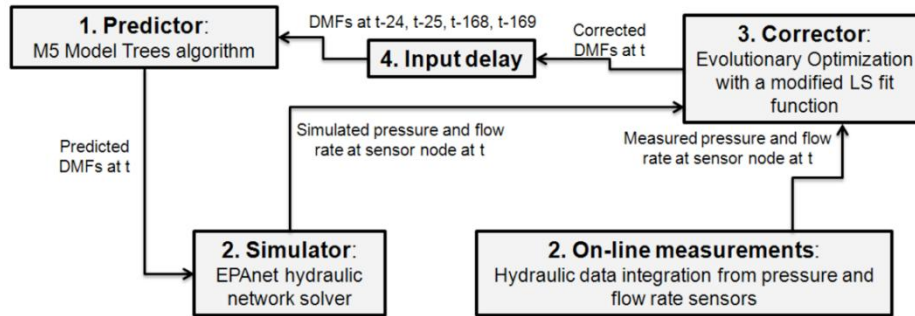 1. Predictor:
M5 Model Trees algorithm
DMFs at t-24, t-25, t-168, t-169
4. Input delay
Corrected
DMFs at t
3. Corrector:
Evolutionary Optimization
with a modified LS fit
function
Predicted
DMFs at t
Simulated pressure and flow
rate at sensor node at t
Measured pressure and flow
rate at sensor node at t
2. Simulator:
EPAnet hydraulic
network solver
2. On-line measurements:
Hydraulic data integration from pressure and
flow rate sensors